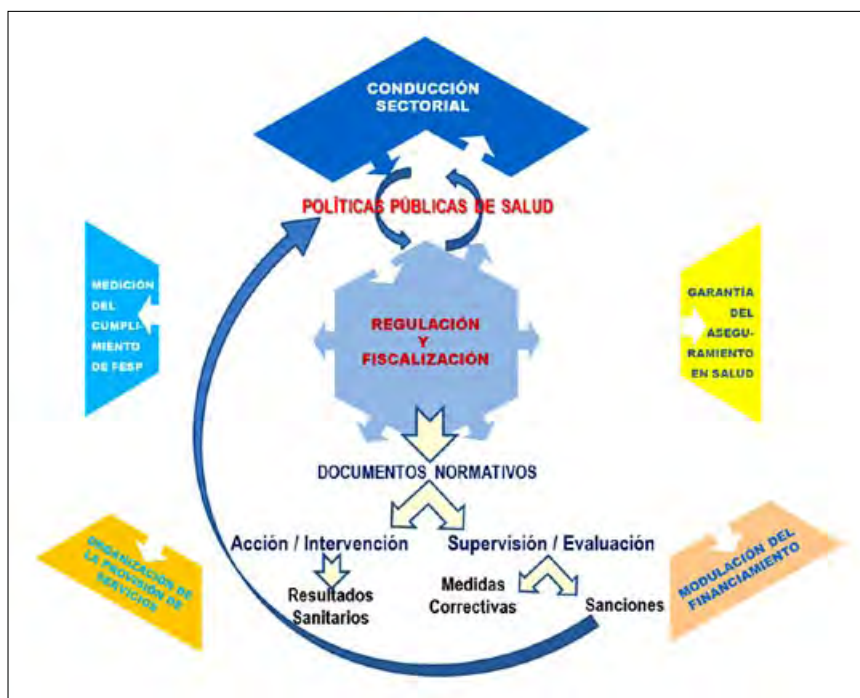 CONDUCCIÓN
SECTORIAL
POLÍTICAS PÚBLICAS DE SALUD
MEDICIÓN
DEL
CUMPLI-
MIENTO
DE FESP
REGULACIÓN
Y
FISCALIZACIÓN
GARANTÍA
DEL
ASEGU-
RAMIENTO
EN SALUD
DOCUMENTOS NORMATIVOS
Acción / Intervención
Supervisión / Evaluación
Resultados
Sanitarios
Medidas
Correctivas
Sanciones
ORGANIZACIÓN DE
LA PROVISIÓN DE
SERVICIOS
MODULACIÓN DEL
FINANCIAMIENTO